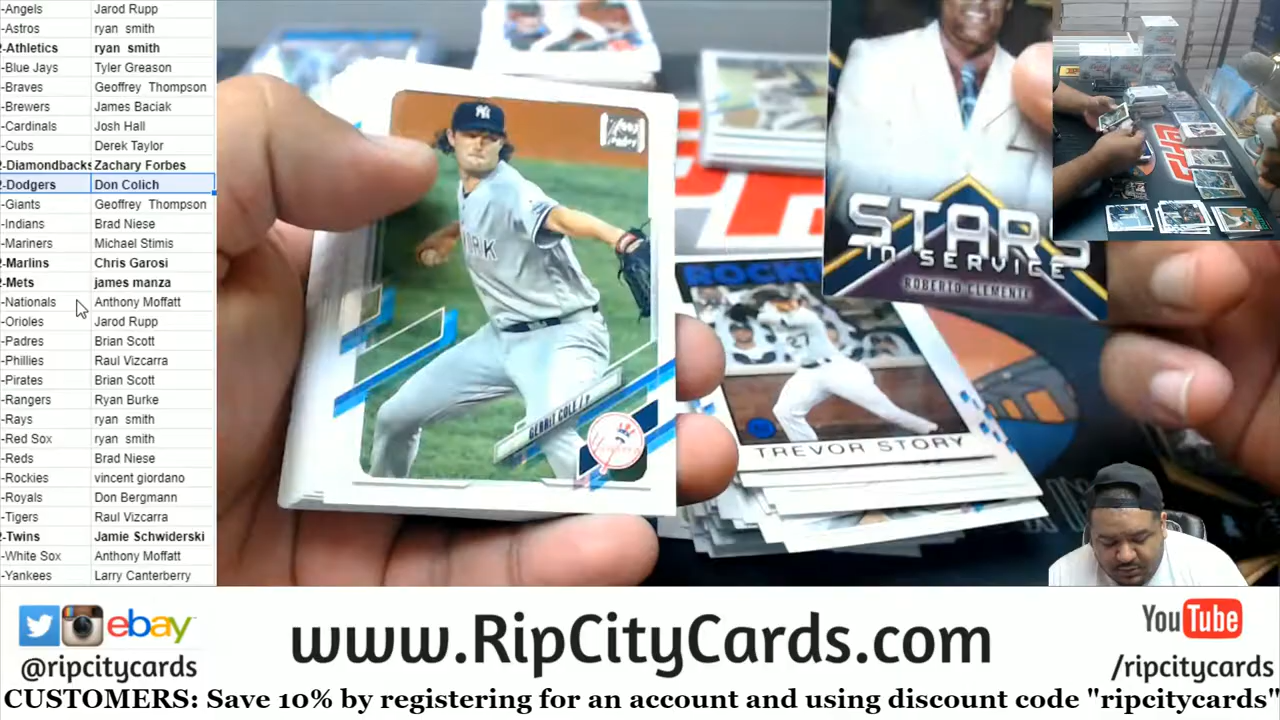 -Angels Jarod Rupp
-Astros ryan smith
2-Athletics ryan smith
-Blue Jays Tyler Greason
-Braves Geoffrey Thompson
-Brewers James Baciak
-Cardinals Josh Hall
-Cubs Derek Taylor
2-Diamondbacks Zachary Forbes
2-Dodgers Don Colich
-Giants Geoffrey Thompson
-Indians Brad Niese
-Mariners Michael Stimis
2-Marlins Chris Garosi
2-Mets james manza
-Nationals Anthony Moffatt
-Orioles Jarod Rupp
-Padres Brian Scott
-Phillies Raul Vizcarra
-Pirates Brian Scott
-Rangers Ryan Burke
-Rays ryan smith
-Red Sox ryan smith
-Reds Brad Niese
-Rockies vincent giordano
-Royals Don Bergmann
-Tigers Raul Vizcarra
2-Twins Jamie Schwiderski
-White Sox Anthony Moffatt
-Yankees Larry Canterberry
GERRIT COLE / P
STARS
IN SERVICE
ROBERTO CLEMENTE
27
TREVOR STORY
ebay
@ripcitycards
www.RipCityCards.com
YouTube
/ripcitycards
CUSTOMERS: Save 10% by registering for an account and using discount code "ripcitycards"